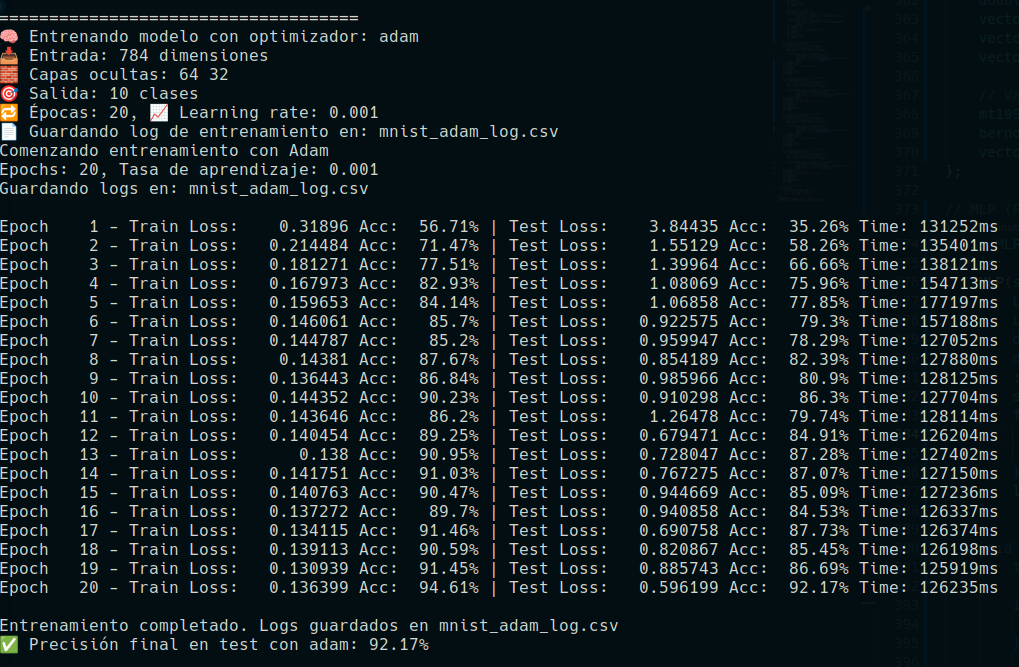 ====================================
🧠 Entrenando modelo con optimizador: adam
📥 Entrada: 784 dimensiones
🧱 Capas ocultas: 64 32
🎯 Salida: 10 clases
🔁 Épocas: 20, 📈 Learning rate: 0.001
📄 Guardando log de entrenamiento en: mnist_adam_log.csv
Comenzando entrenamiento con Adam
Epochs: 20, Tasa de aprendizaje: 0.001
Guardando logs en: mnist_adam_log.csv
Epoch    1 - Train Loss:    0.31896 Acc:  56.71% | Test Loss:    3.84435 Acc:  35.26% Time: 131252ms
Epoch    2 - Train Loss:   0.214484 Acc:  71.47% | Test Loss:    1.55129 Acc:  58.26% Time: 135401ms
Epoch    3 - Train Loss:   0.181271 Acc:  77.51% | Test Loss:    1.39964 Acc:  66.66% Time: 138121ms
Epoch    4 - Train Loss:   0.167973 Acc:  82.93% | Test Loss:    1.08069 Acc:  75.96% Time: 154713ms
Epoch    5 - Train Loss:   0.159653 Acc:  84.14% | Test Loss:    1.06858 Acc:  77.85% Time: 177197ms
Epoch    6 - Train Loss:   0.146061 Acc:   85.7% | Test Loss:   0.922575 Acc:   79.3% Time: 157188ms
Epoch    7 - Train Loss:   0.144787 Acc:   85.2% | Test Loss:   0.959947 Acc:  78.29% Time: 127052ms
Epoch    8 - Train Loss:    0.14381 Acc:  87.67% | Test Loss:   0.854189 Acc:  82.39% Time: 127880ms
Epoch    9 - Train Loss:   0.136443 Acc:  86.84% | Test Loss:   0.985966 Acc:   80.9% Time: 128125ms
Epoch   10 - Train Loss:   0.144352 Acc:  90.23% | Test Loss:   0.910298 Acc:   86.3% Time: 127704ms
Epoch   11 - Train Loss:   0.143646 Acc:   86.2% | Test Loss:    1.26478 Acc:  79.74% Time: 128114ms
Epoch   12 - Train Loss:   0.140454 Acc:  89.25% | Test Loss:   0.679471 Acc:  84.91% Time: 126204ms
Epoch   13 - Train Loss:      0.138 Acc:  90.95% | Test Loss:   0.728047 Acc:  87.28% Time: 127402ms
Epoch   14 - Train Loss:   0.141751 Acc:  91.03% | Test Loss:   0.767275 Acc:  87.07% Time: 127150ms
Epoch   15 - Train Loss:   0.140763 Acc:  90.47% | Test Loss:   0.944669 Acc:  85.09% Time: 127236ms
Epoch   16 - Train Loss:   0.137272 Acc:   89.7% | Test Loss:   0.940858 Acc:  84.53% Time: 126337ms
Epoch   17 - Train Loss:   0.134115 Acc:  91.46% | Test Loss:   0.690758 Acc:  87.73% Time: 126374ms
Epoch   18 - Train Loss:   0.139113 Acc:  90.59% | Test Loss:   0.820867 Acc:  85.45% Time: 126198ms
Epoch   19 - Train Loss:   0.130939 Acc:  91.45% | Test Loss:   0.885743 Acc:  86.69% Time: 125919ms
Epoch   20 - Train Loss:   0.136399 Acc:  94.61% | Test Loss:   0.596199 Acc:  92.17% Time: 126235ms
Entrenamiento completado. Logs guardados en mnist_adam_log.csv
✅ Precisión final en test con adam: 92.17%